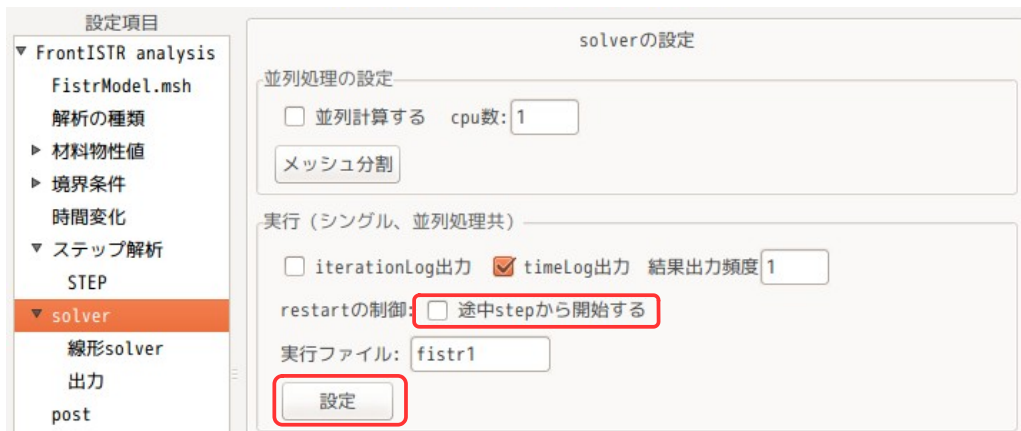 設定項目
FrontISTR analysis
FistrModel.msh
解析の種類
材料物性値
境界条件
時間変化
ステップ解析
STEP
solver
線形solver
出力
post
solverの設定
並列処理の設定
並列計算する cpu数: 1
メッシュ分割
実行（シングル、並列処理共）
iterationLog出力 timeLog出力 結果出力頻度 1
restartの制御: 途中stepから開始する
実行ファイル: fistr1
設定